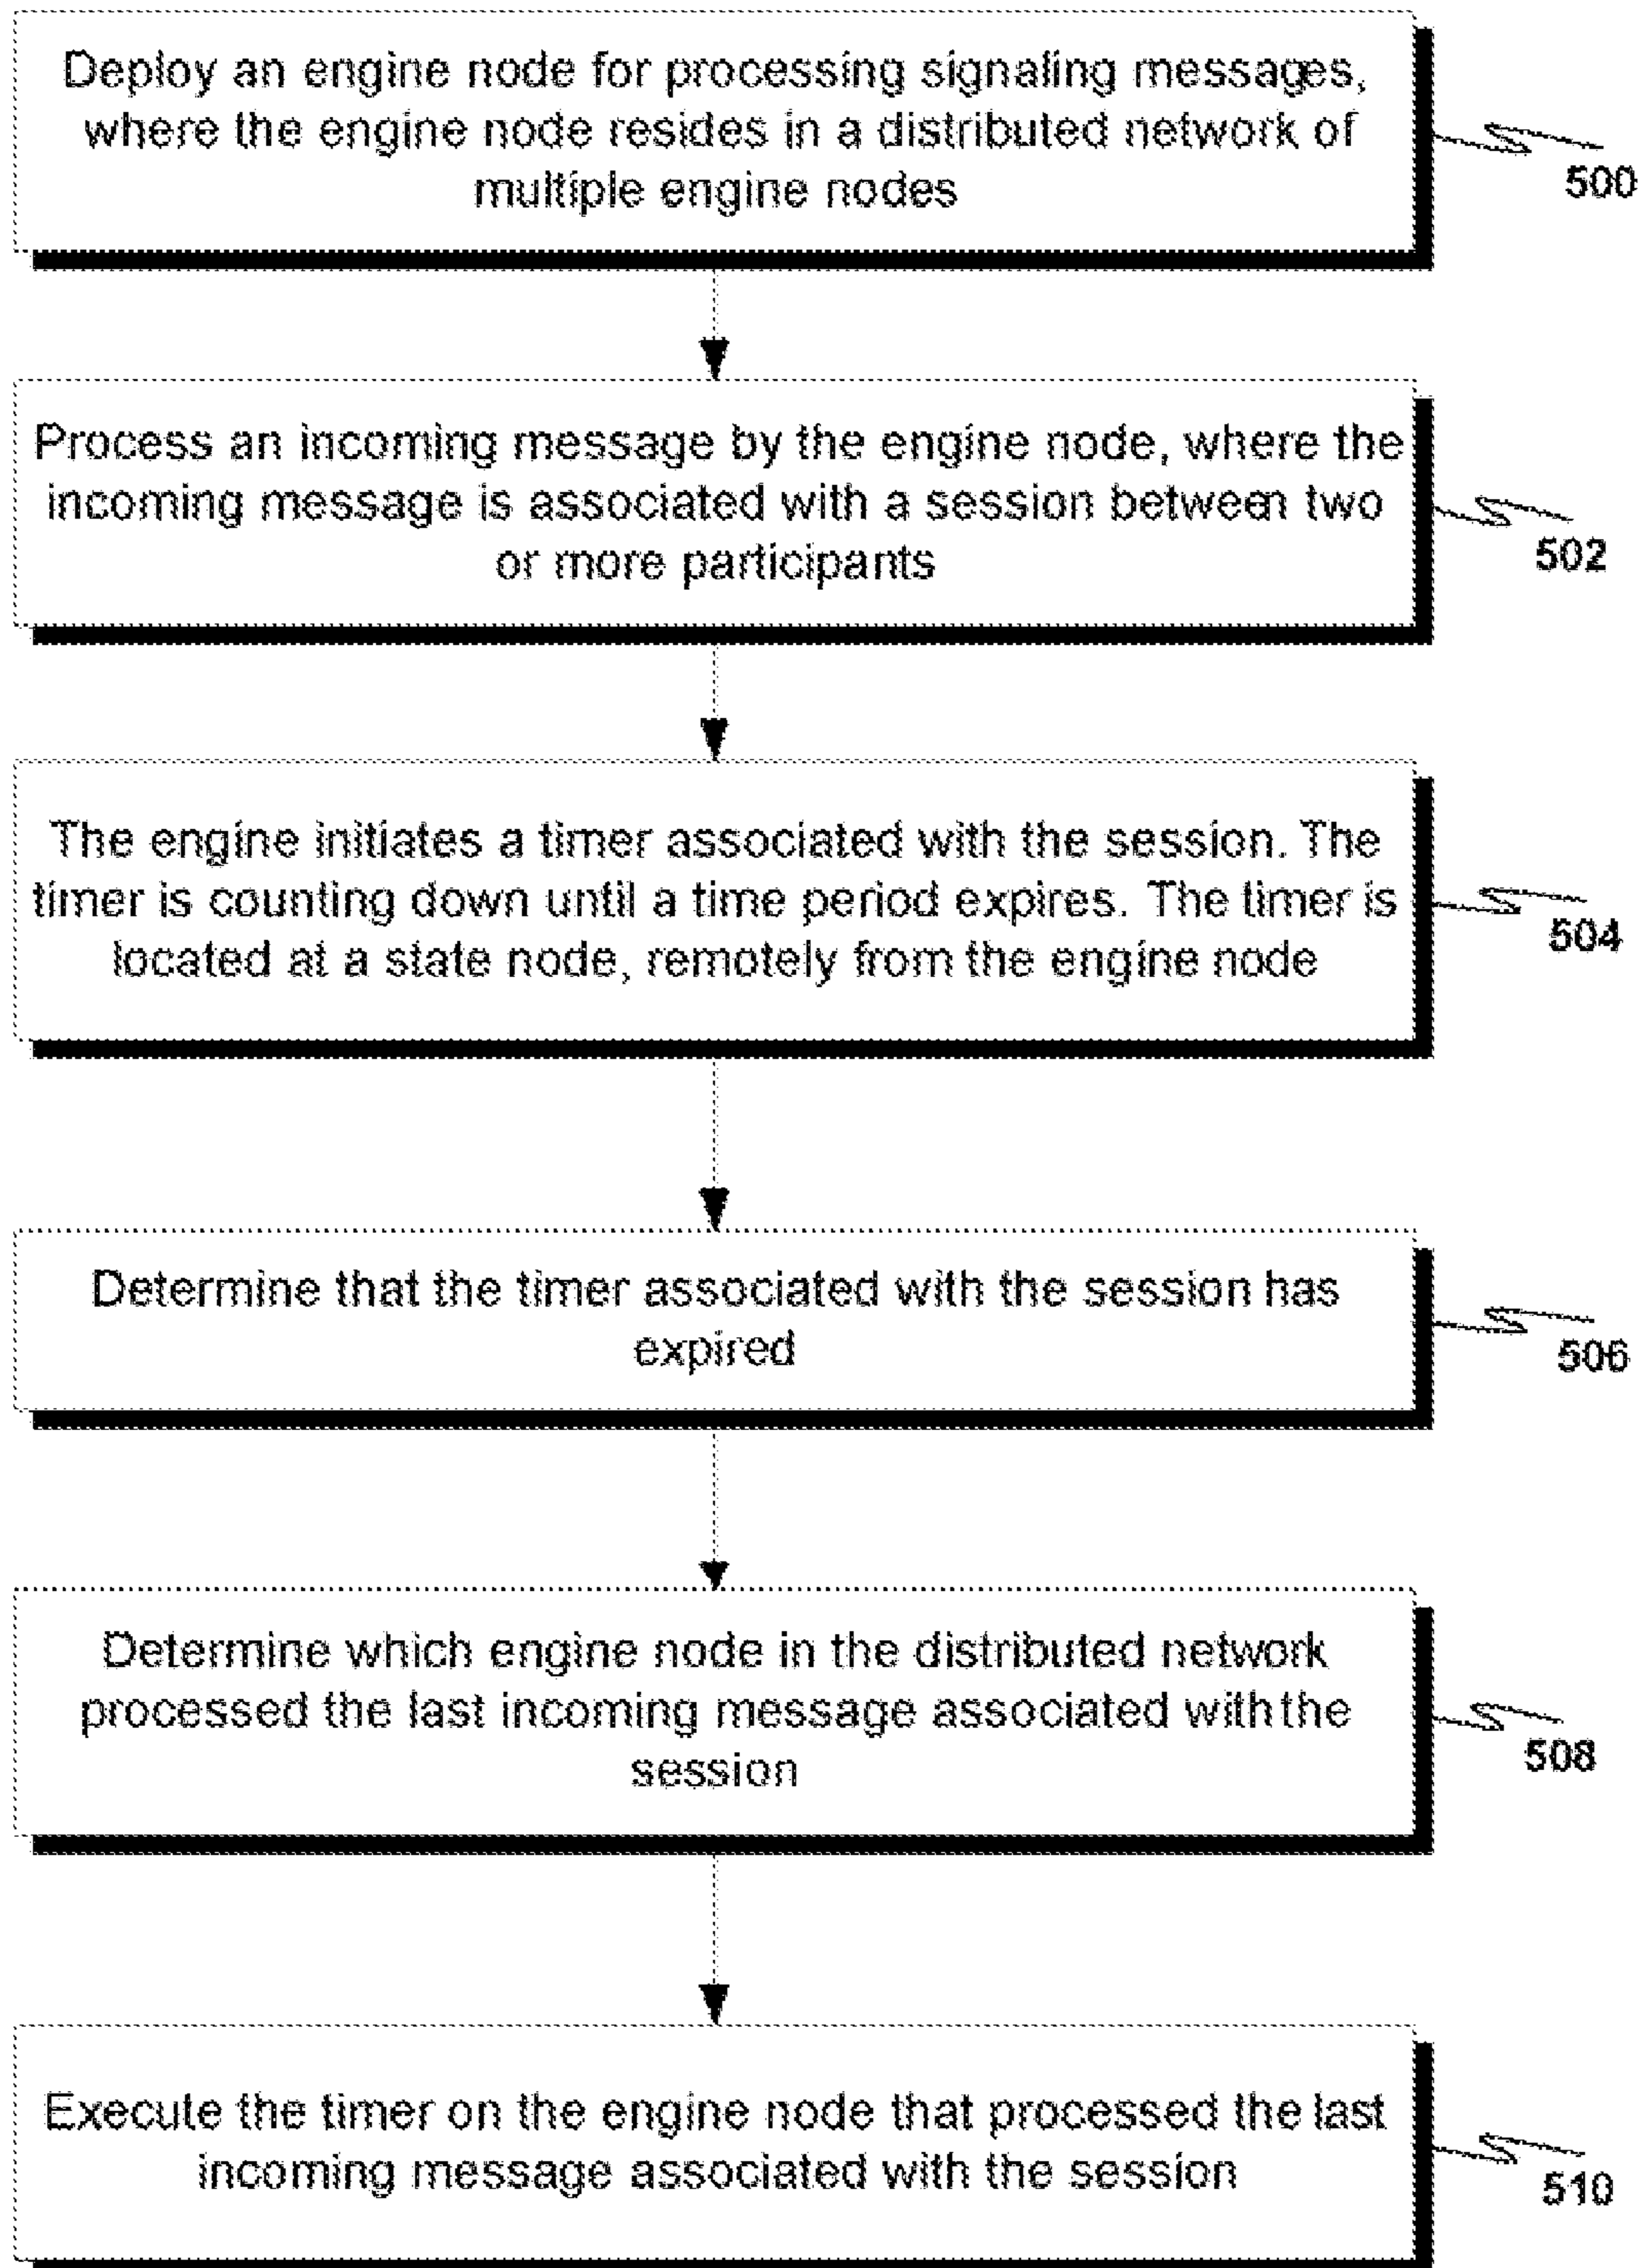 Deploy an engine node for processing signaling messages,
where the engine node resides in a distributed network of
multiple engine nodes
500
Process an incoming message by the engine node, where the
incoming message is associated with a session between two
or more participants
502
The engine initiates a timer associated with the session. The
timer is counting down until a time period expires. The timer is
located at a state node, remotely from the engine node
504
Determine that the timer associated with the session has
expired
506
Determine which engine node in the distributed network
processed the last incoming message associated with the
session
508
Execute the timer on the engine node that processed the last
incoming message associated with the session
510